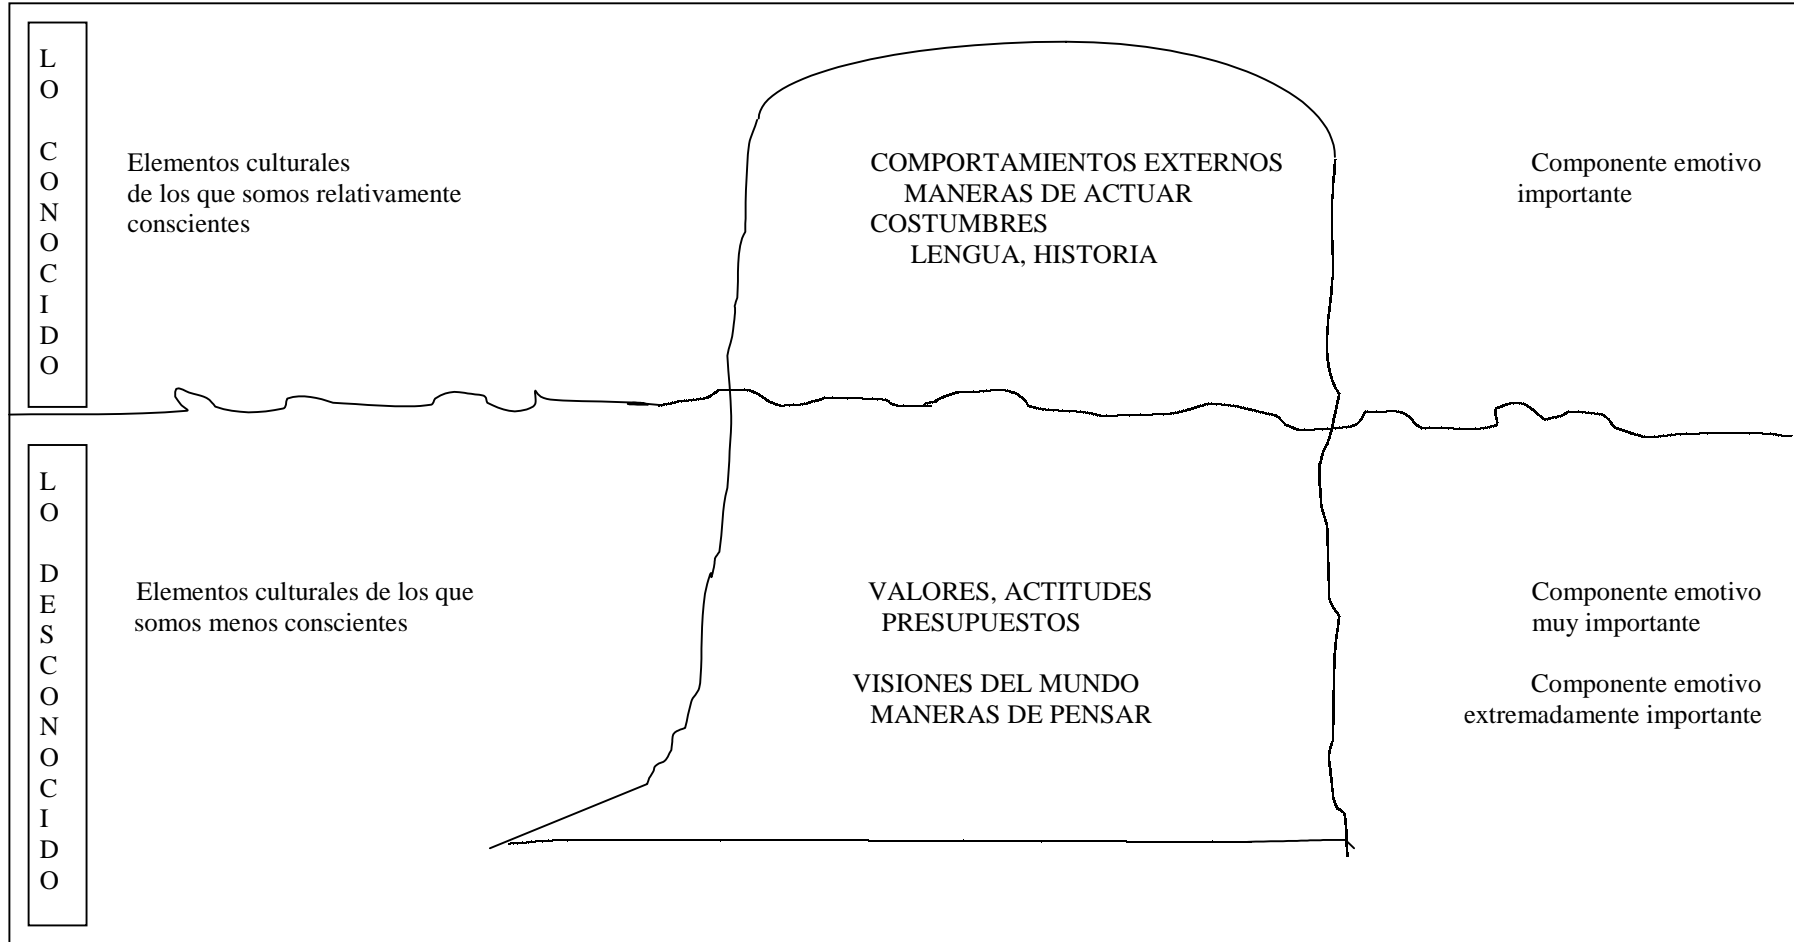 LO CONOCIDO
Elementos culturales
de los que somos relativamente
conscientes
COMPORTAMIENTOS EXTERNOS
MANERAS DE ACTUAR
COSTUMBRES
LENGUA, HISTORIA
Componente emotivo
importante
LO DESCONOCIDO
Elementos culturales de los que
somos menos conscientes
VALORES, ACTITUDES
PRESUPUESTOS
VISIONES DEL MUNDO
MANERAS DE PENSAR
Componente emotivo
muy importante
Componente emotivo
extremadamente importante